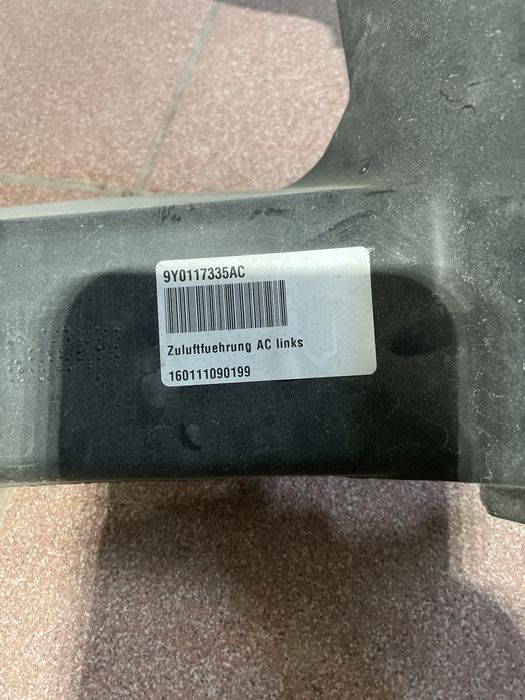 9Y0117335AC
Zuluftfuehrung AC links
160111090199